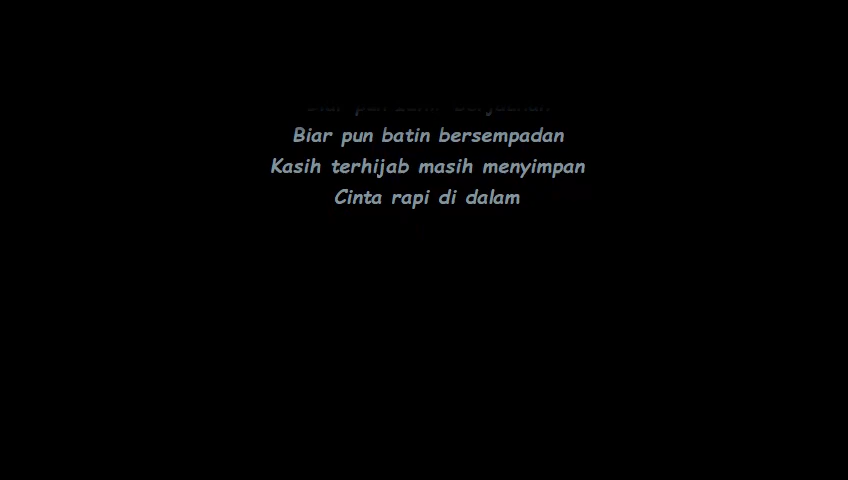 Biar pun batin bersempadan
Kasih terhijab masih menyimpan
Cinta rapi di dalam